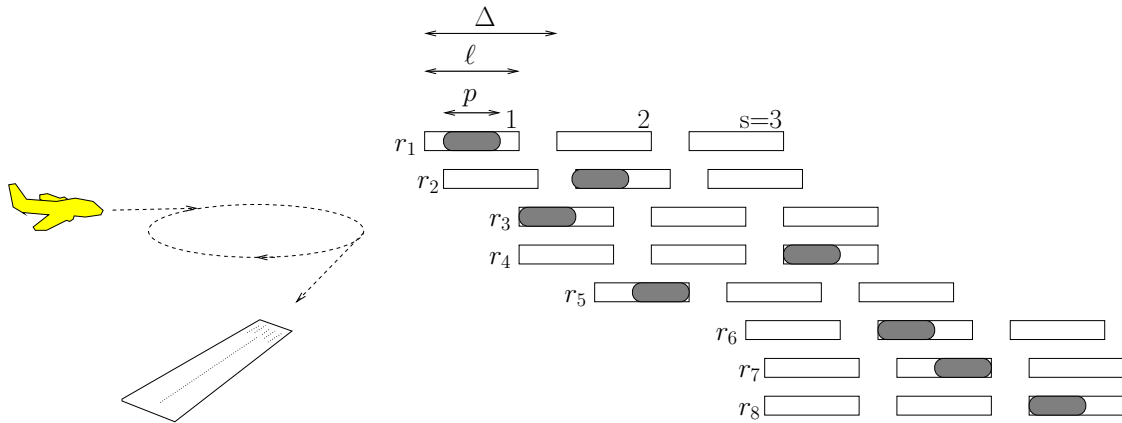 Δ
ℓ
p
1 2 s=3
r₁
r₂
r₃
r₄
r₅
r₆
r₇
r₈